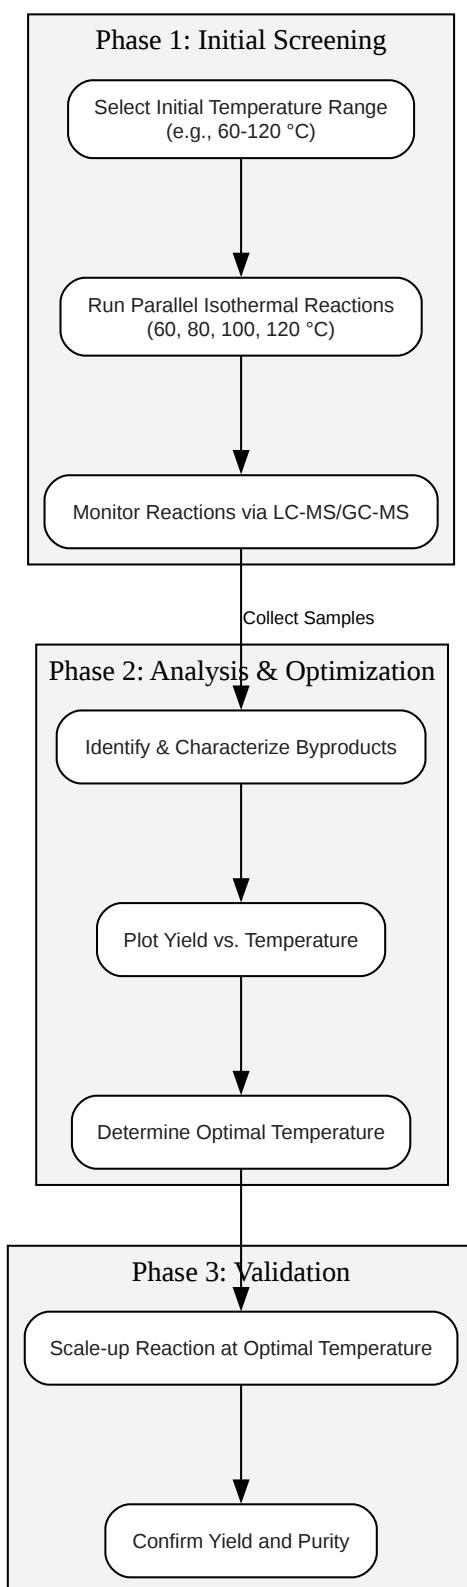 Phase 1: Initial Screening
Select Initial Temperature Range
(e.g., 60-120 °C)
Run Parallel Isothermal Reactions
(60, 80, 100, 120 °C)
Monitor Reactions via LC-MS/GC-MS
Collect Samples
Phase 2: Analysis & Optimization
Identify & Characterize Byproducts
Plot Yield vs. Temperature
Determine Optimal Temperature
Phase 3: Validation
Scale-up Reaction at Optimal Temperature
Confirm Yield and Purity